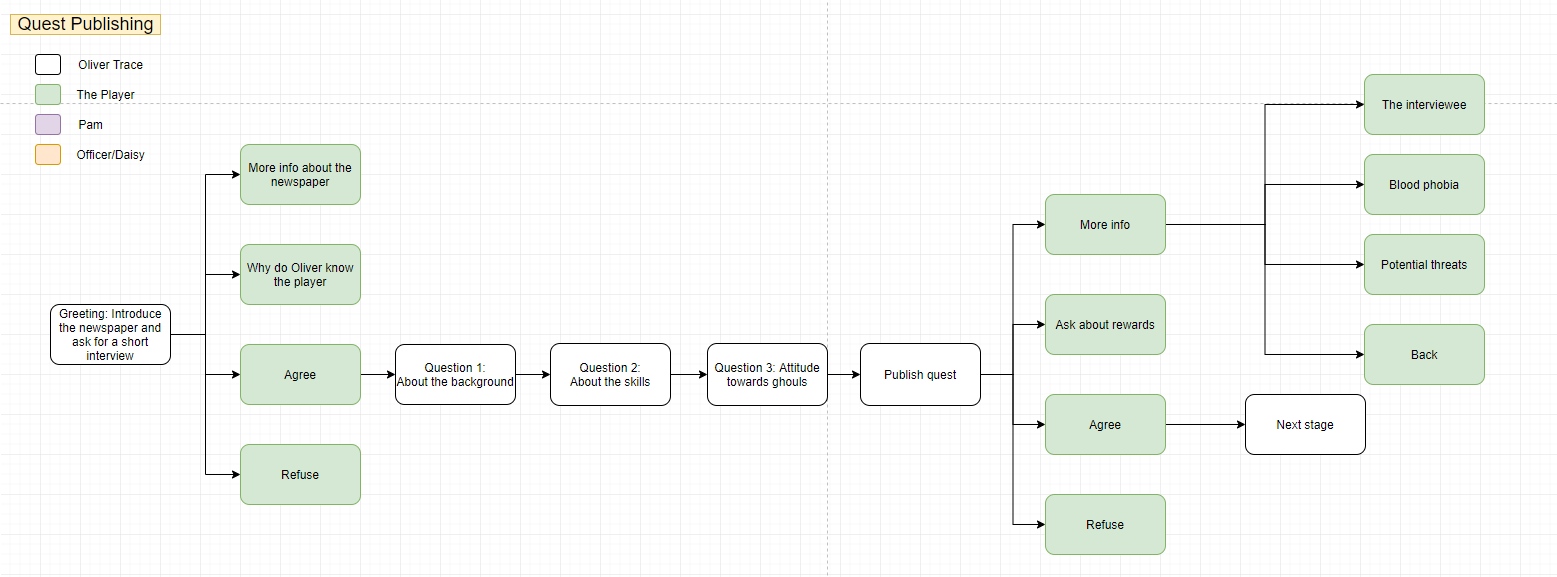 Quest Publishing
Oliver Trace
The Player
Pam
Officer/Daisy
More info about the
newspaper
Why do Oliver know
the player
Greeting: Introduce
the newspaper and
ask for a short
interview
Agree
Refuse
Question 1:
About the background
Question 2:
About the skills
Question 3: Attitude
towards ghouls
Publish quest
More info
Ask about rewards
Agree
Refuse
Next stage
The interviewee
Blood phobia
Potential threats
Back